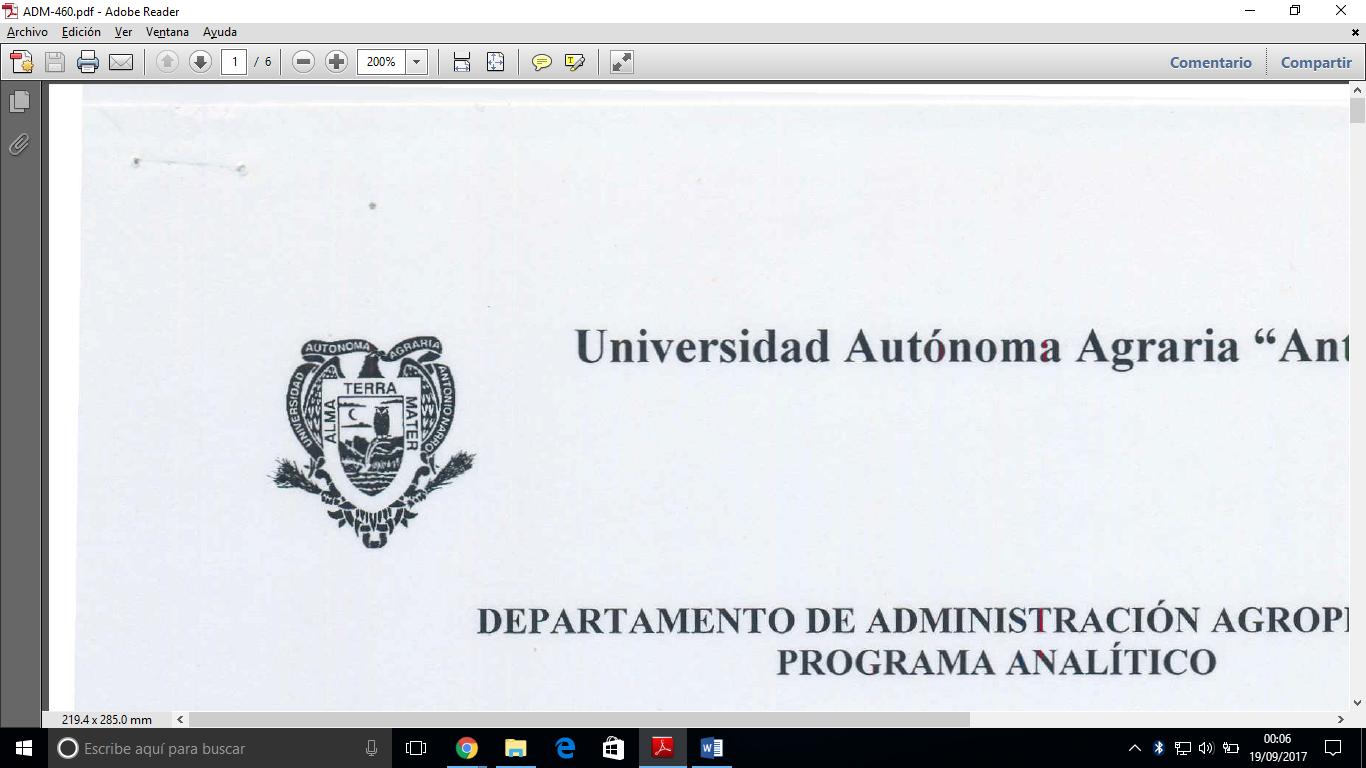 ADM-460.pdf - Adobe Reader
Archivo Edición Ver Ventana Ayuda
1 / 6 200% Comentario Compartir
Universidad Autónoma Agraria “Ant
UNIVERSIDAD AUTONOMA AGRARIA ANTONIO NARRO
ALMA TERRA MATER
DEPARTAMENTO DE ADMINISTRACIÓN AGROP
PROGRAMA ANALÍTICO
219.4 x 285.0 mm
Escribe aquí para buscar
00:06
19/09/2017